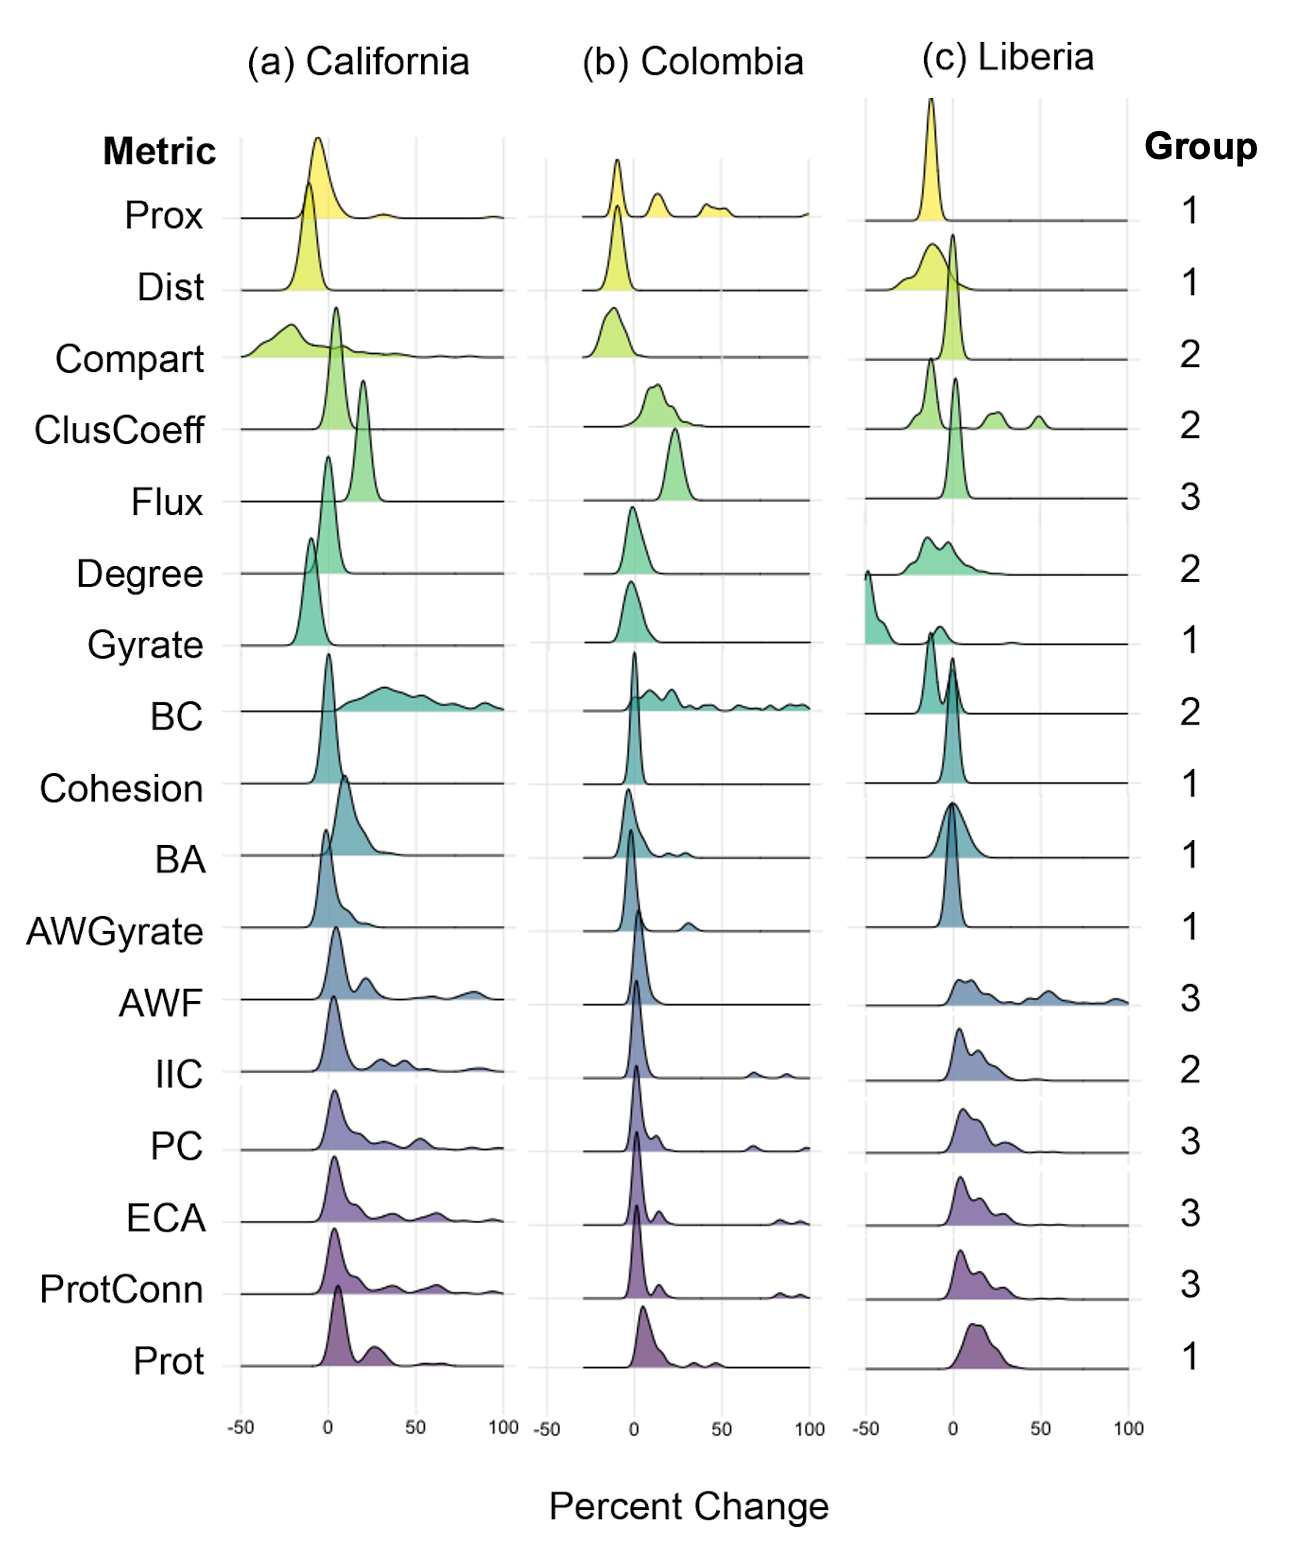 (a) California (b) Colombia (c) Liberia
Metric Group
Prox 1
Dist 1
Compart 2
ClusCoeff 2
Flux 3
Degree 2
Gyrate 1
BC 2
Cohesion 1
BA 1
AWGyrate 1
AWF 3
IIC 2
PC 3
ECA 3
ProtConn 3
Prot 1
-50 0 50 100 -50 0 50 100 -50 0 50 100
Percent Change